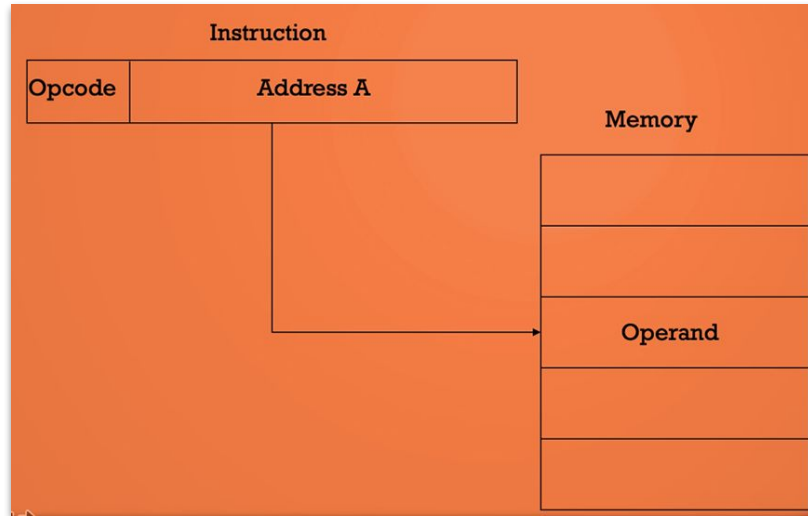 Instruction
Opcode
Address A
Memory
Operand